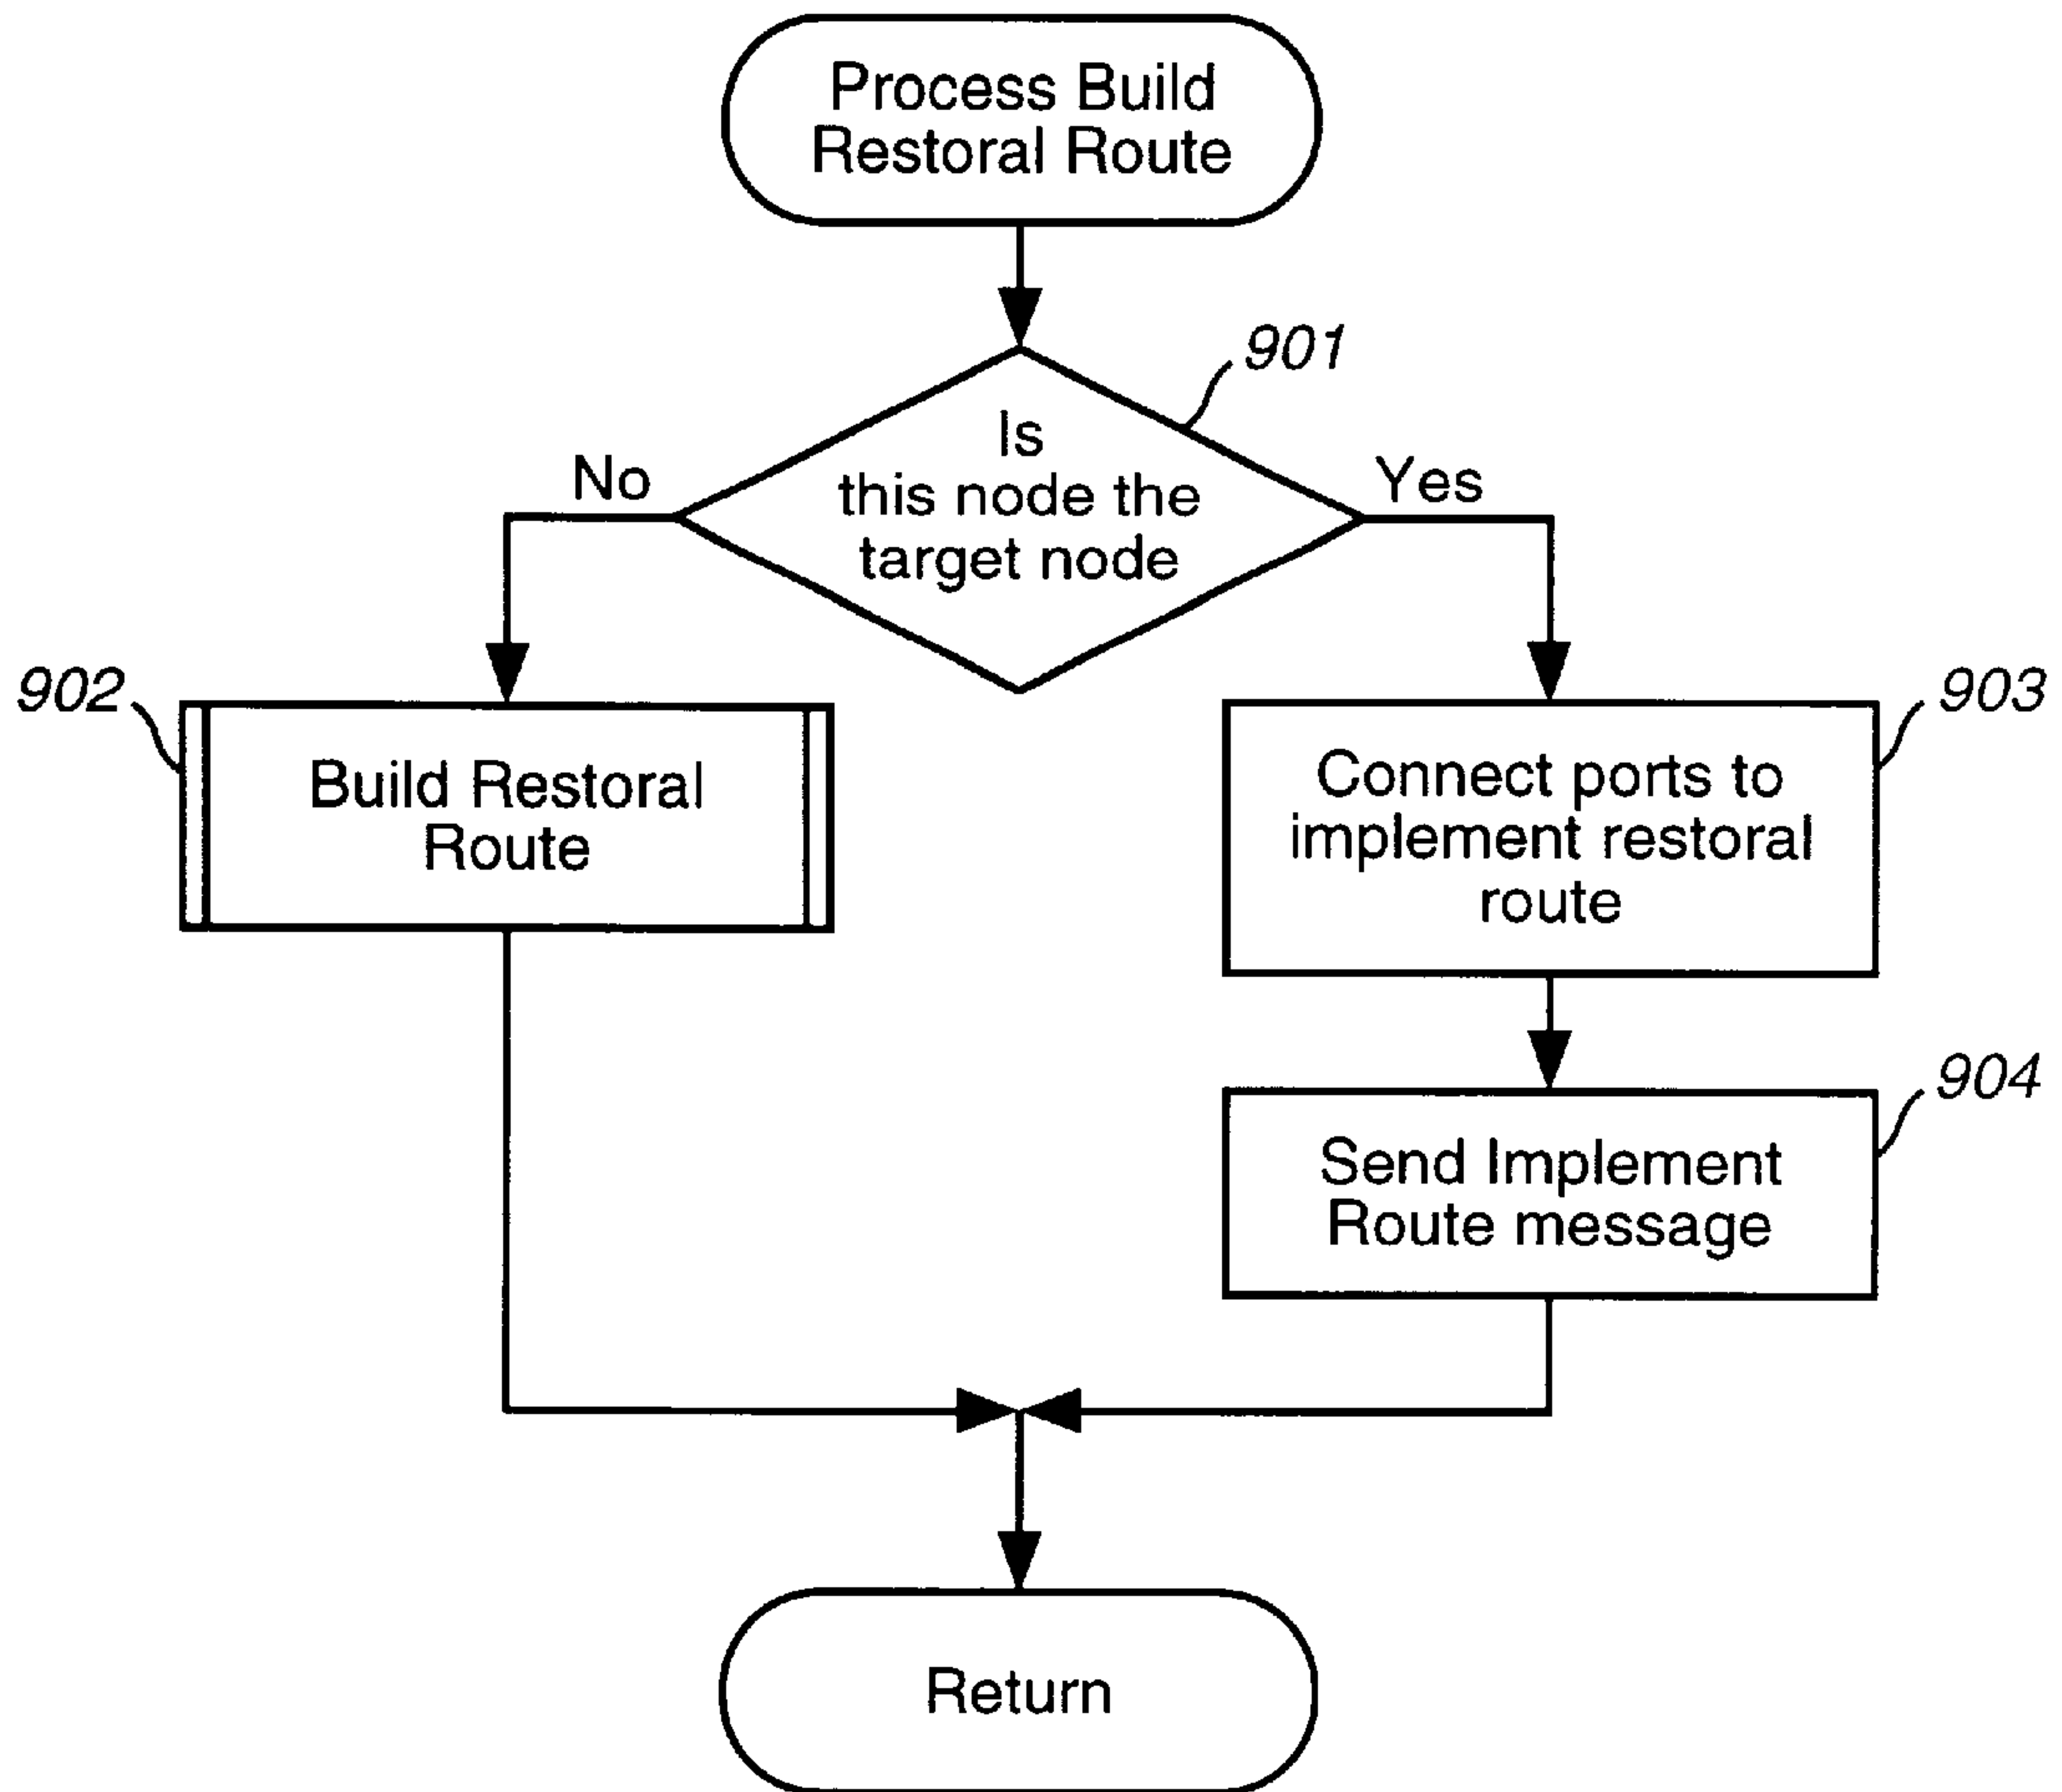 Process Build
Restoral Route
901
Is
this node the
target node
No
Yes
902
Build Restoral
Route
903
Connect ports to
implement restoral
route
904
Send Implement
Route message
Return